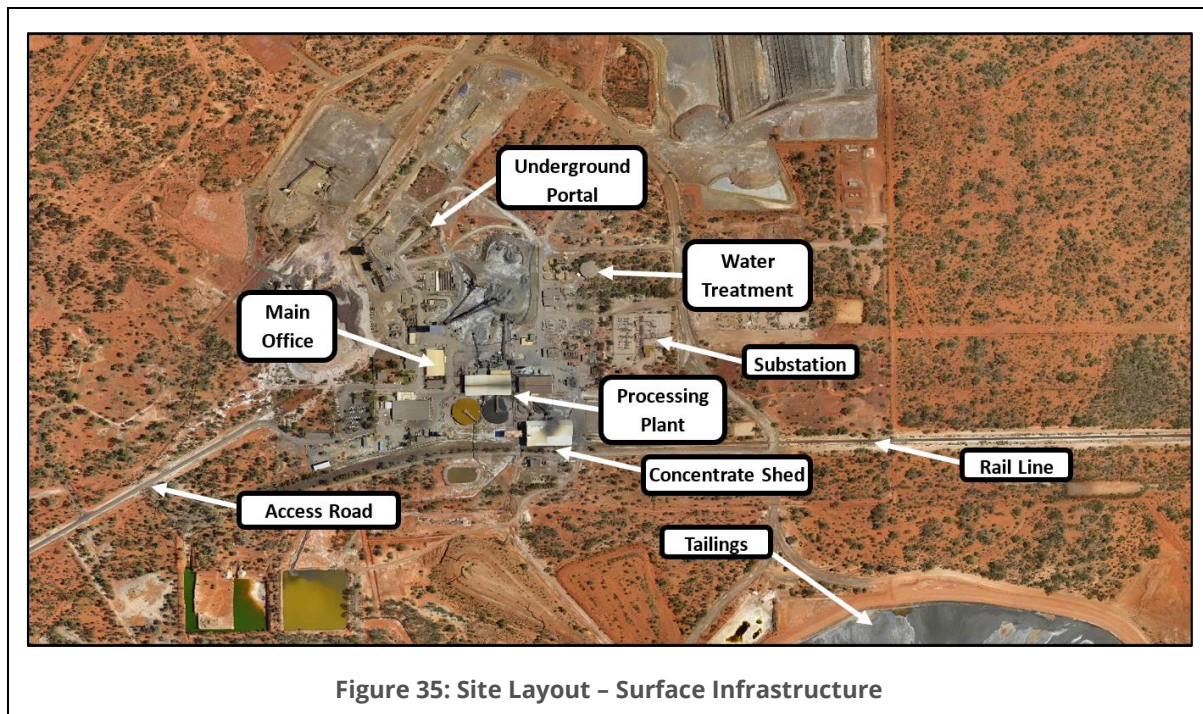 Underground
Portal
Water
Treatment
Main
Office
Substation
Processing
Plant
Rail Line
Concentrate Shed
Access Road
Tailings
Figure 35: Site Layout – Surface Infrastructure